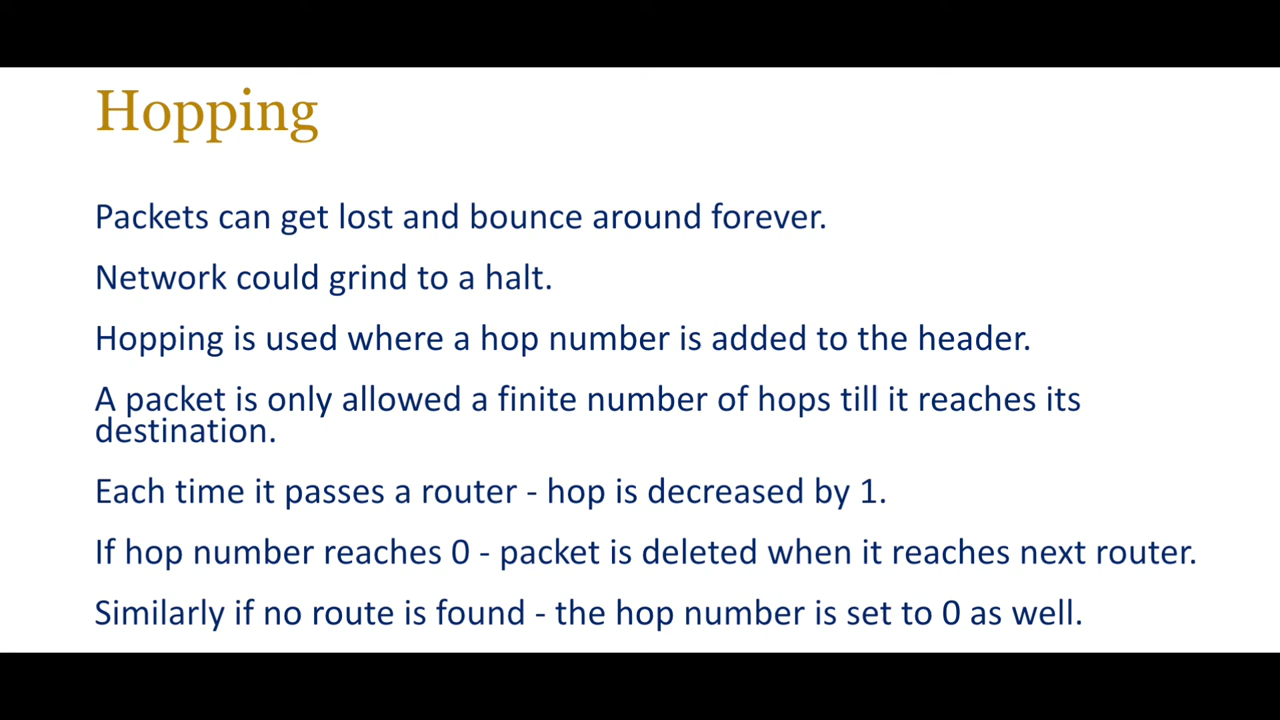 Hopping
Packets can get lost and bounce around forever.
Network could grind to a halt.
Hopping is used where a hop number is added to the header.
A packet is only allowed a finite number of hops till it reaches its
destination.
Each time it passes a router - hop is decreased by 1.
If hop number reaches 0 - packet is deleted when it reaches next router.
Similarly if no route is found - the hop number is set to 0 as well.